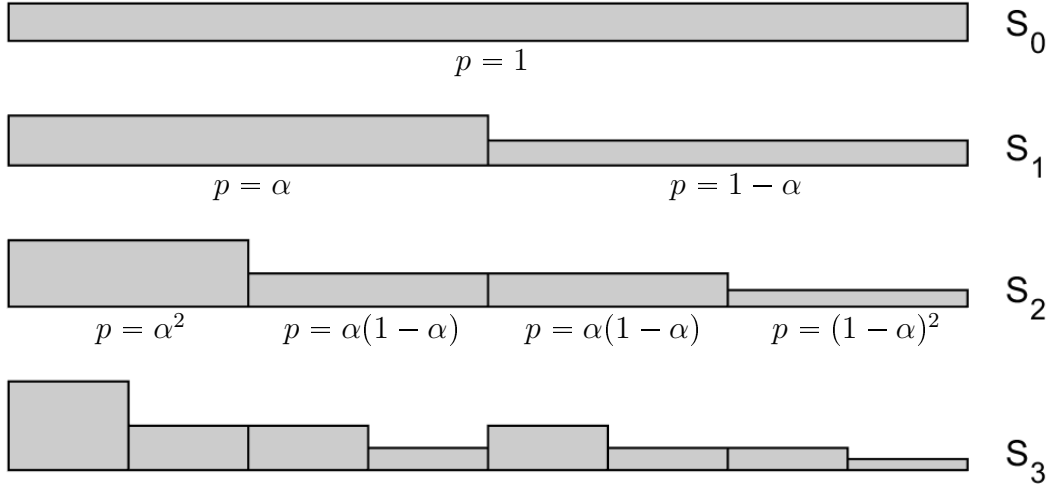 S₀
p = 1
S₁
p = α p = 1 − α
S₂
p = α² p = α(1 − α) p = α(1 − α) p = (1 − α)²
S₃